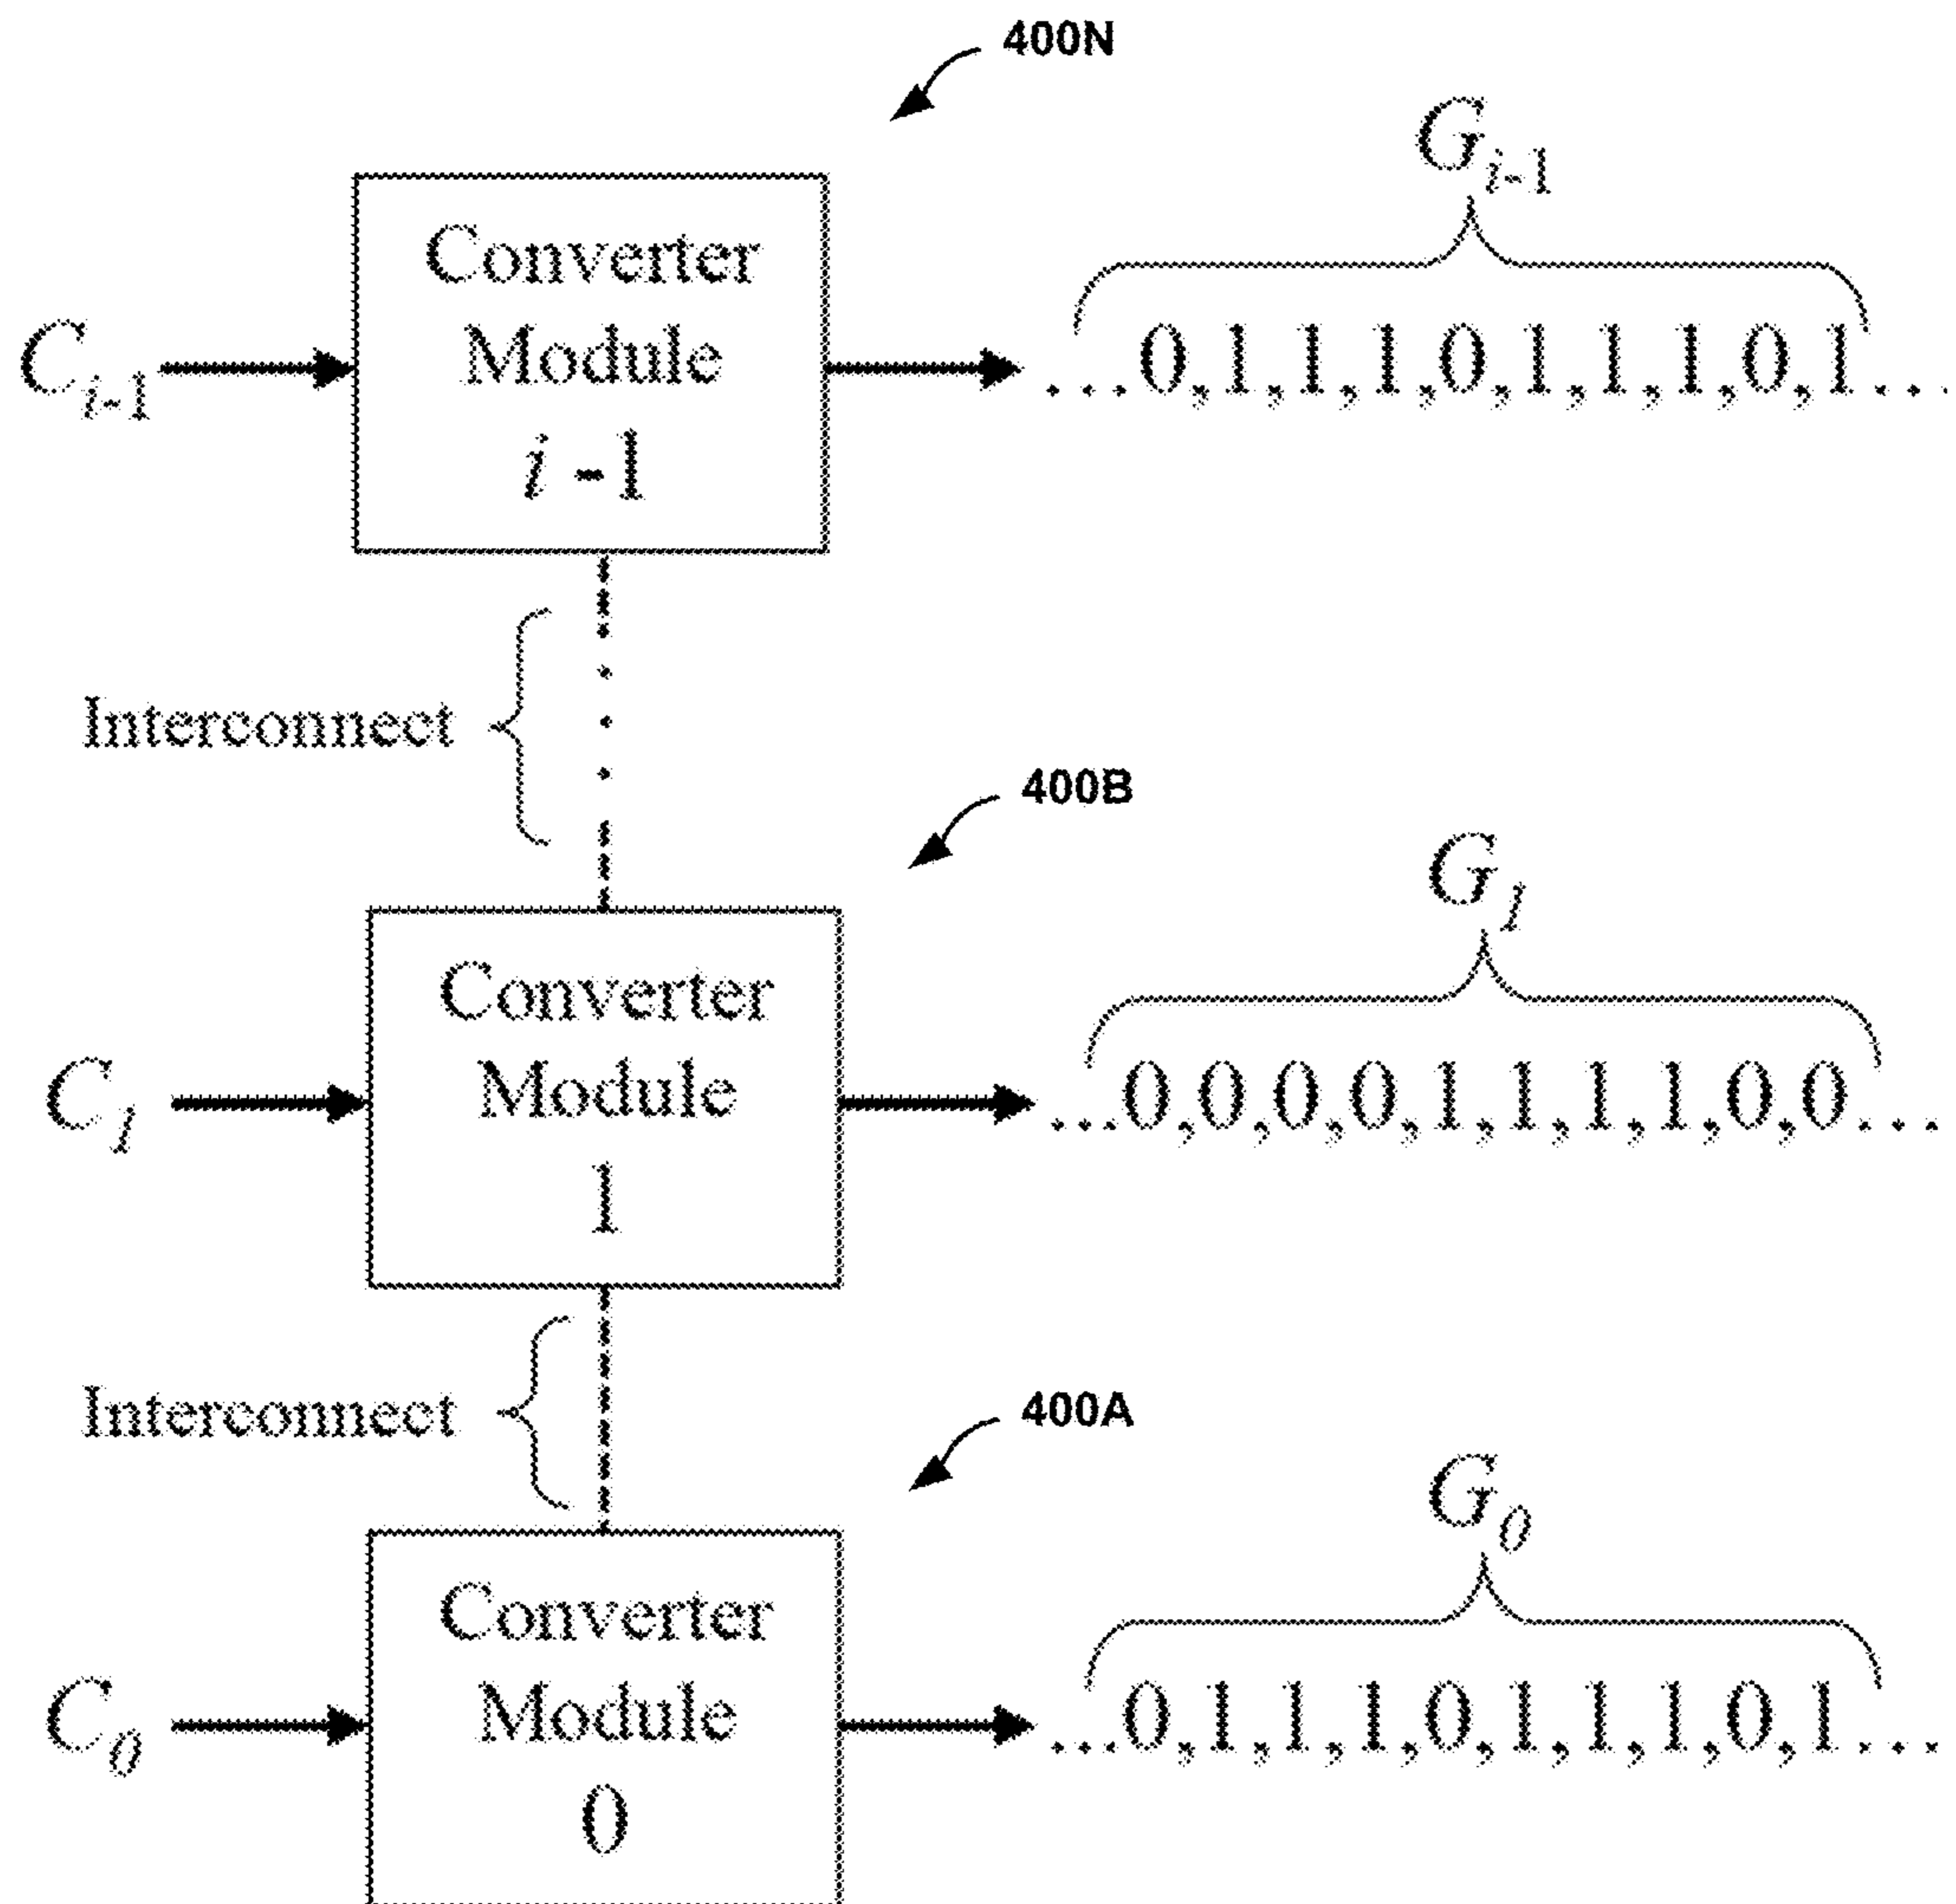 400N
G_{i-1}
Converter
Module
i-1
C_{i-1}
...0,1,1,1,0,1,1,1,0,1...
Interconnect
400B
G_1
Converter
Module
1
C_1
...0,0,0,0,1,1,1,1,0,0...
Interconnect
400A
G_0
Converter
Module
0
C_0
...0,1,1,1,0,1,1,1,0,1...